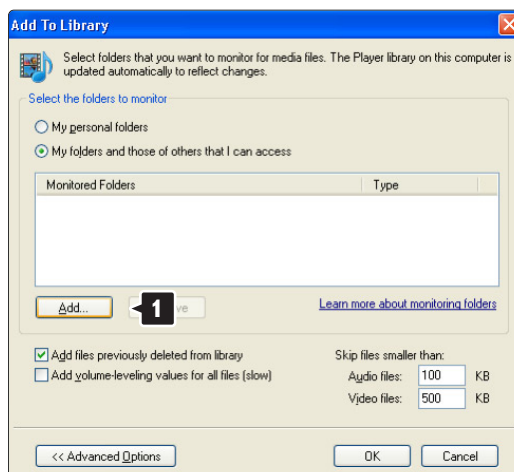 Add To Library
Select folders that you want to monitor for media files. The Player library on this computer is
updated automatically to reflect changes.
Select the folders to monitor
My personal folders
My folders and those of others that I can access
Monitored Folders Type
Add... 1 Learn more about monitoring folders
Add files previously deleted from library Skip files smaller than:
Add volume-leveling values for all files (slow) Audio files: 100 KB
Video files: 500 KB
<< Advanced Options OK Cancel